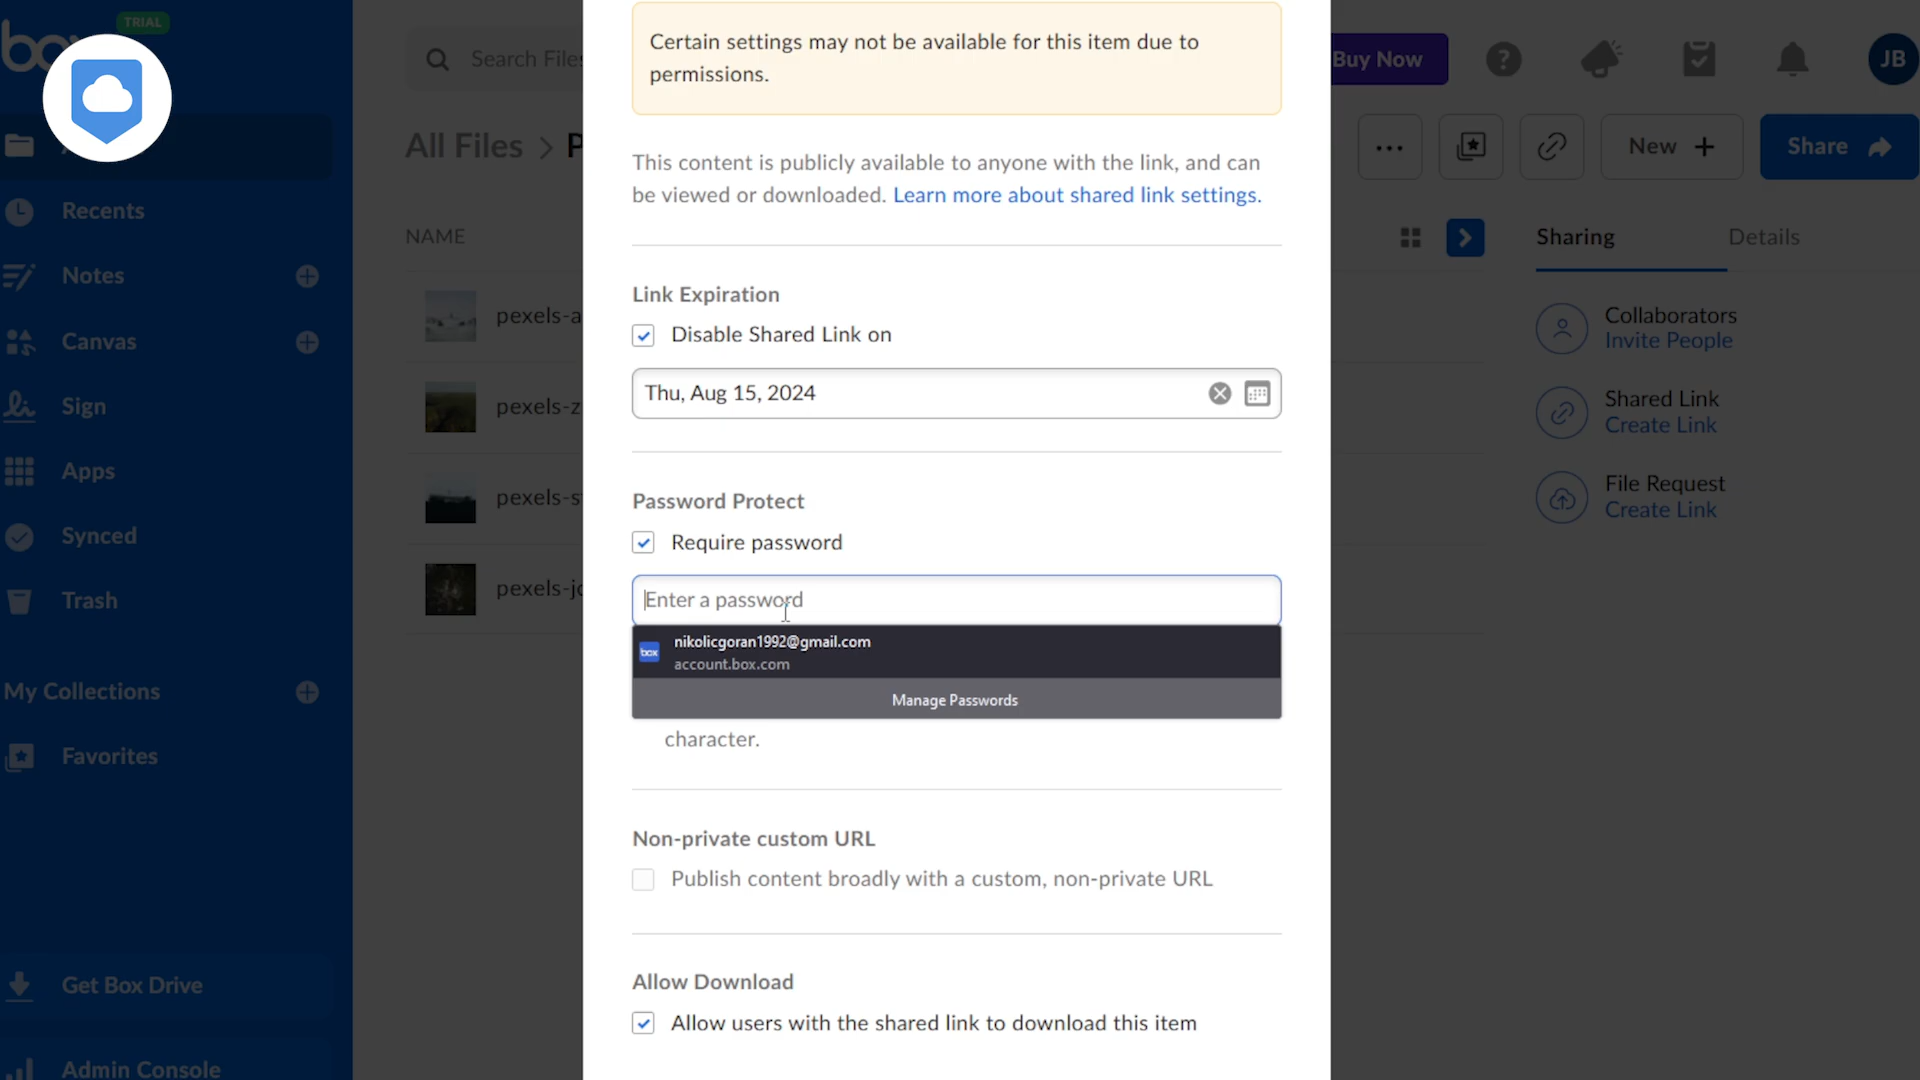 TRIAL
Search Files
Buy Now
JB
Recents
Notes
Canvas
Sign
Apps
Synced
Trash
My Collections
Favorites
Get Box Drive
Admin Console
All Files > P
New +
Share
NAME
pexels-a
pexels-z
pexels-s
pexels-jo
Certain settings may not be available for this item due to
permissions.
This content is publicly available to anyone with the link, and can
be viewed or downloaded. Learn more about shared link settings.
Link Expiration
Disable Shared Link on
Thu, Aug 15, 2024
Password Protect
Require password
Enter a password
box
nikolicgoran1992@gmail.com
account.box.com
Manage Passwords
character.
Non-private custom URL
Publish content broadly with a custom, non-private URL
Allow Download
Allow users with the shared link to download this item
Sharing
Details
Collaborators
Invite People
Shared Link
Create Link
File Request
Create Link